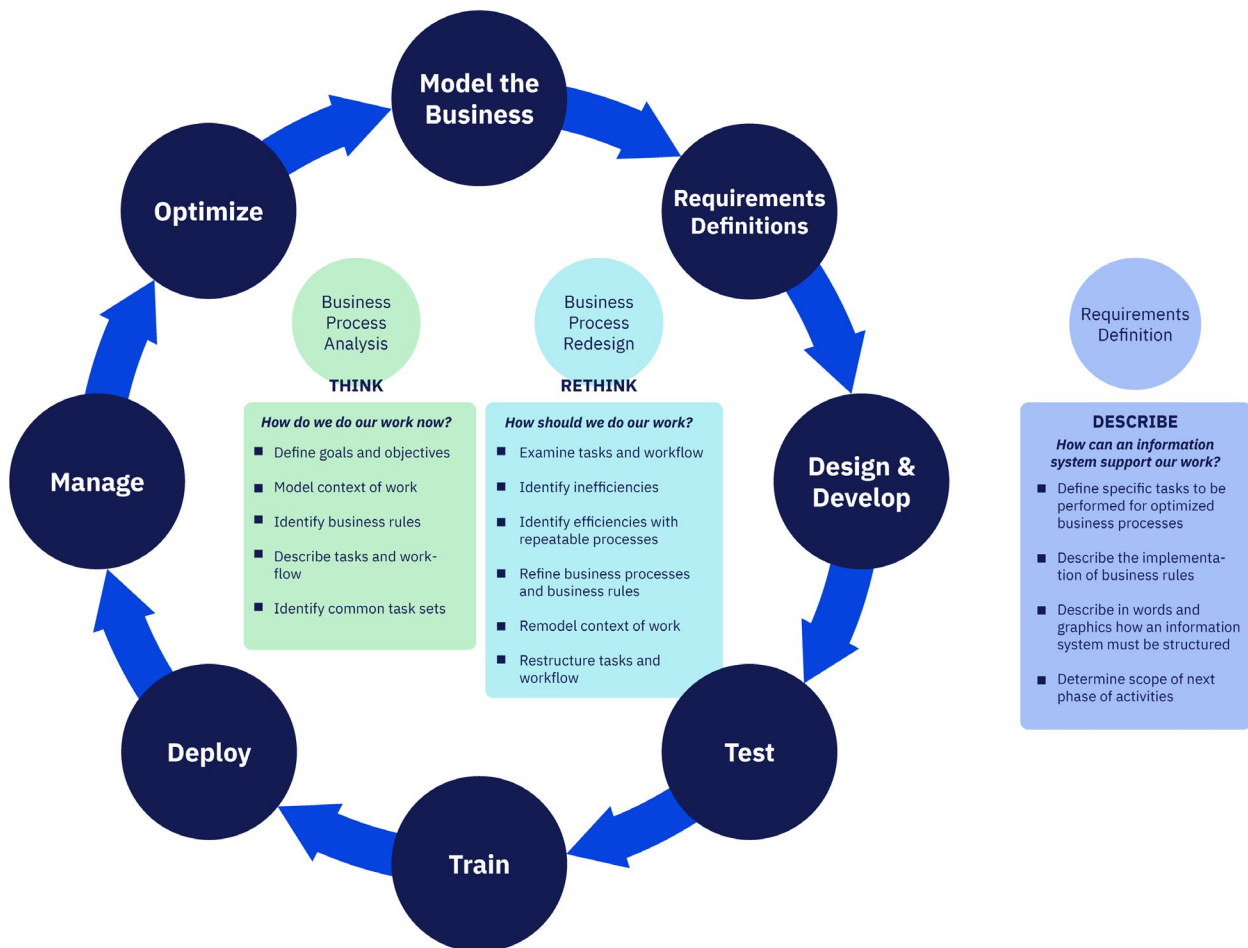 Model the
Business
Optimize
Requirements
Definitions
Business
Process
Analysis
THINK
How do we do our work now?
Define goals and objectives
Model context of work
Identify business rules
Describe tasks and work-
flow
Identify common task sets
Business
Process
Redesign
RETHINK
How should we do our work?
Examine tasks and workflow
Identify inefficiencies
Identify efficiencies with
repeatable processes
Refine business processes
and business rules
Remodel context of work
Restructure tasks and
workflow
Requirements
Definition
DESCRIBE
How can an information
system support our work?
Define specific tasks to be
performed for optimized
business processes
Describe the implementa-
tion of business rules
Describe in words and
graphics how an information
system must be structured
Determine scope of next
phase of activities
Manage
Design &
Develop
Deploy
Test
Train